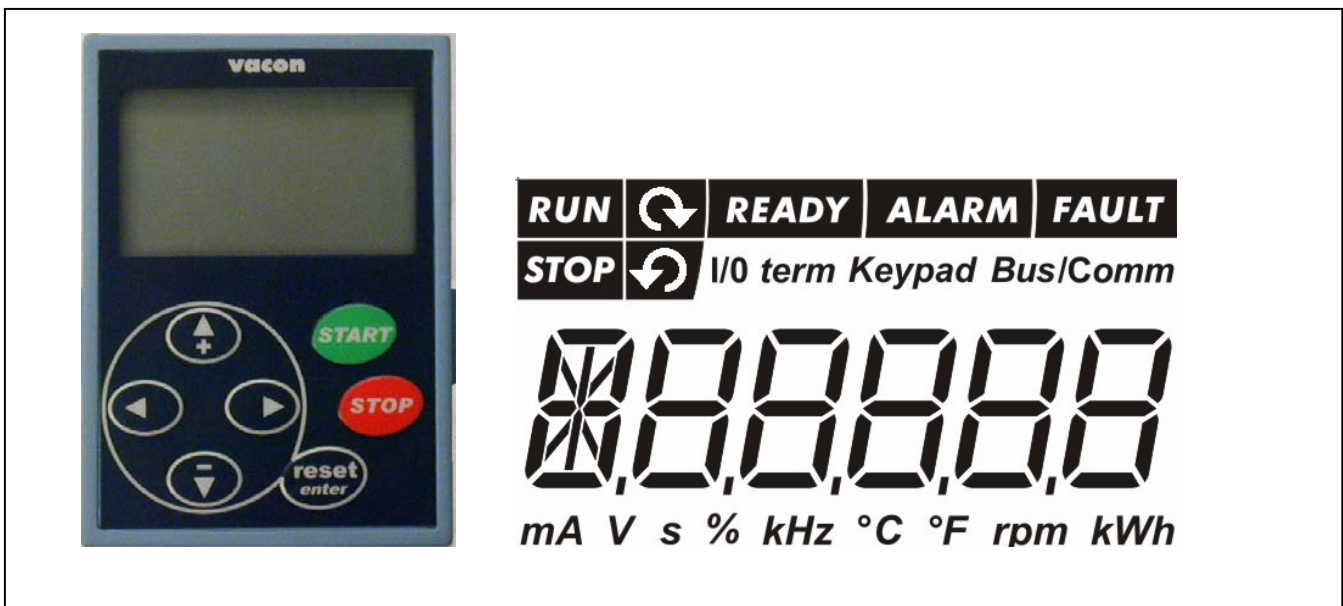 vacon
START
STOP
reset
enter
RUN READY ALARM FAULT
STOP I/0 term Keypad Bus/Comm
mA V s % kHz °C °F rpm kWh